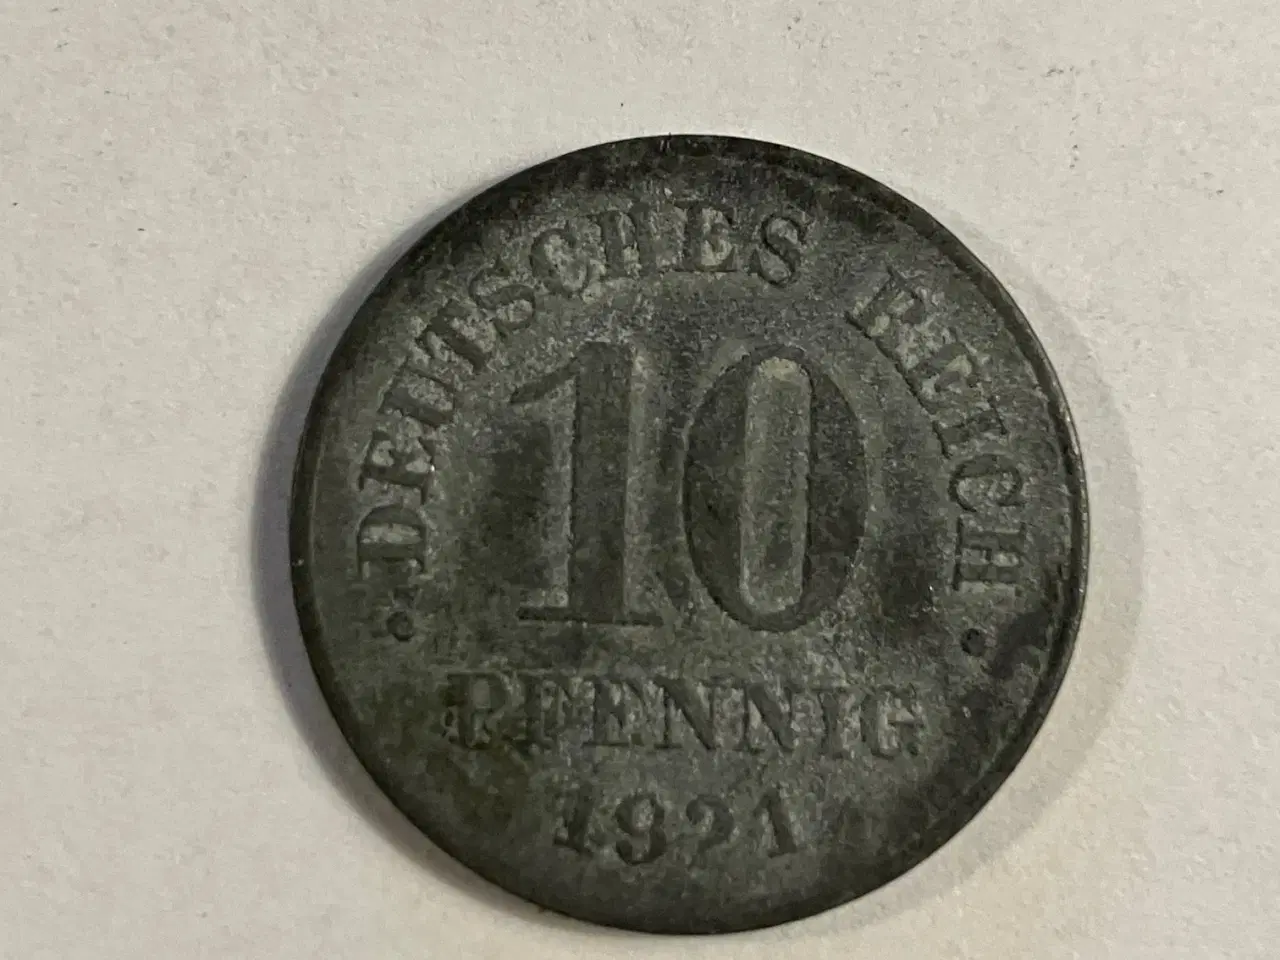 · DEUTSCHES REICH ·
10
PFENNIG
1921